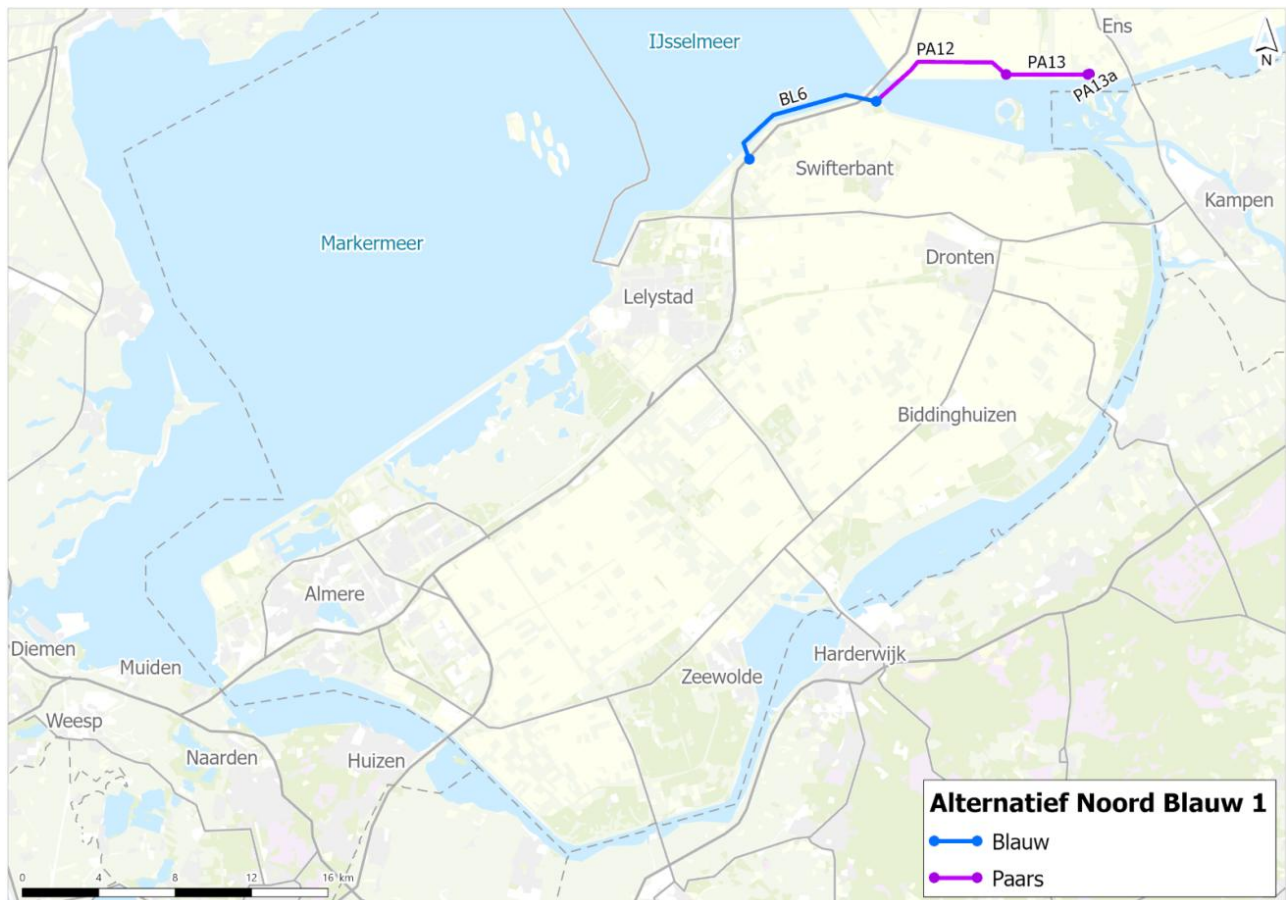 Ens
IJsselmeer
PA12
PA13
PA13a
N
BL6
Swifterbant
Kampen
Markermeer
Dronten
Lelystad
Biddinghuizen
Almere
Diemen
Muiden
Harderwijk
Zeewolde
Weesp
Naarden
Huizen
Alternatief Noord Blauw 1
Blauw
Paars
0 4 8 12 16 km